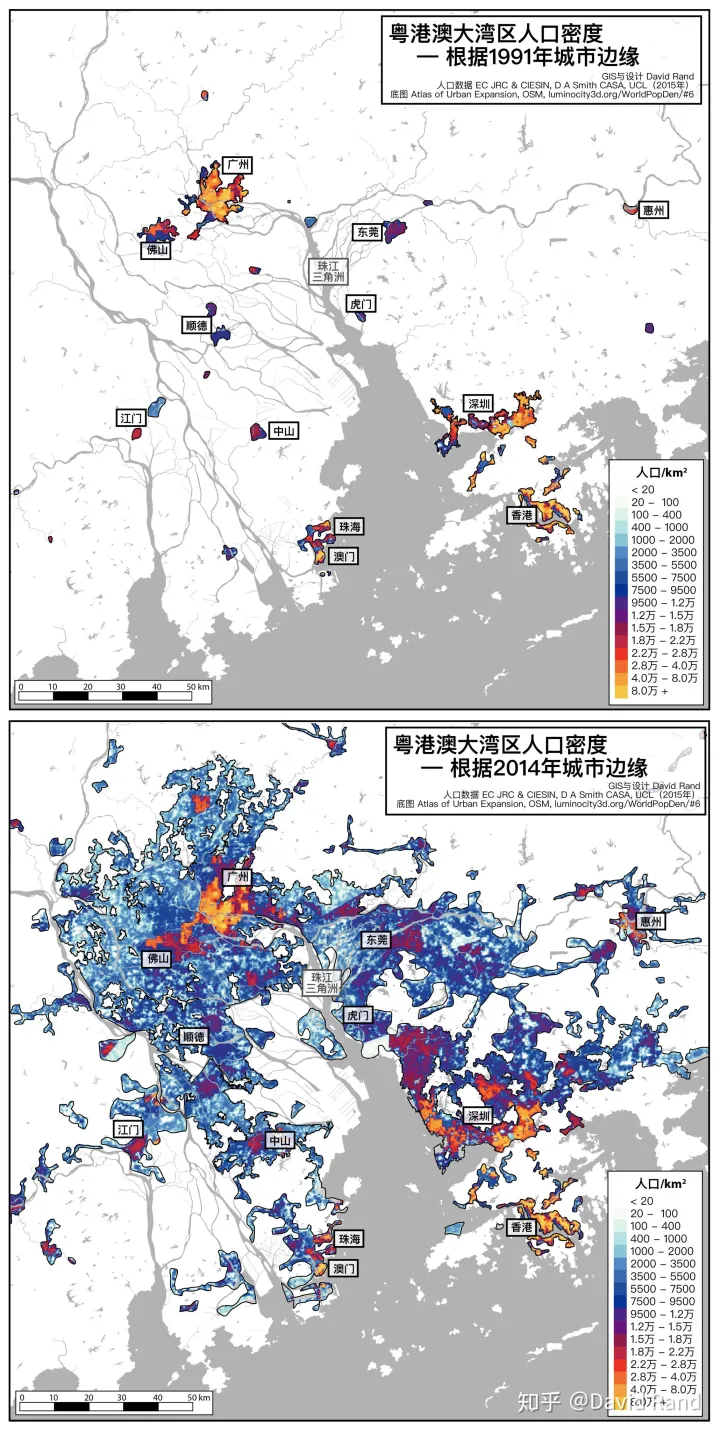 粤港澳大湾区人口密度
— 根据1991年城市边缘
GIS与设计 David Rand
人口数据 EC JRC & CIESIN, D A Smith CASA, UCL（2015年）
底图 Atlas of Urban Expansion, OSM, luminocity3d.org/WorldPopDen/#6
广州
惠州
东莞
佛山
珠江
三角洲
虎门
顺德
深圳
江门
中山
香港
珠海
澳门
人口/km²
< 20
20 - 100
100 - 400
400 - 1000
1000 - 2000
2000 - 3500
3500 - 5500
5500 - 7500
7500 - 9500
9500 - 1.2万
1.2万 - 1.5万
1.5万 - 1.8万
1.8万 - 2.2万
2.2万 - 2.8万
2.8万 - 4.0万
4.0万 - 8.0万
8.0万 +
0 10 20 30 40 50 km
粤港澳大湾区人口密度
— 根据2014年城市边缘
GIS与设计 David Rand
人口数据 EC JRC & CIESIN, D A Smith CASA, UCL（2015年）
底图 Atlas of Urban Expansion, OSM, luminocity3d.org/WorldPopDen/#6
广州
惠州
东莞
佛山
珠江
三角洲
虎门
顺德
深圳
江门
中山
香港
珠海
澳门
人口/km²
< 20
20 - 100
100 - 400
400 - 1000
1000 - 2000
2000 - 3500
3500 - 5500
5500 - 7500
7500 - 9500
9500 - 1.2万
1.2万 - 1.5万
1.5万 - 1.8万
1.8万 - 2.2万
2.2万 - 2.8万
2.8万 - 4.0万
4.0万 - 8.0万
8.0万 +
0 10 20 30 40 50 km
知乎 @David Rand